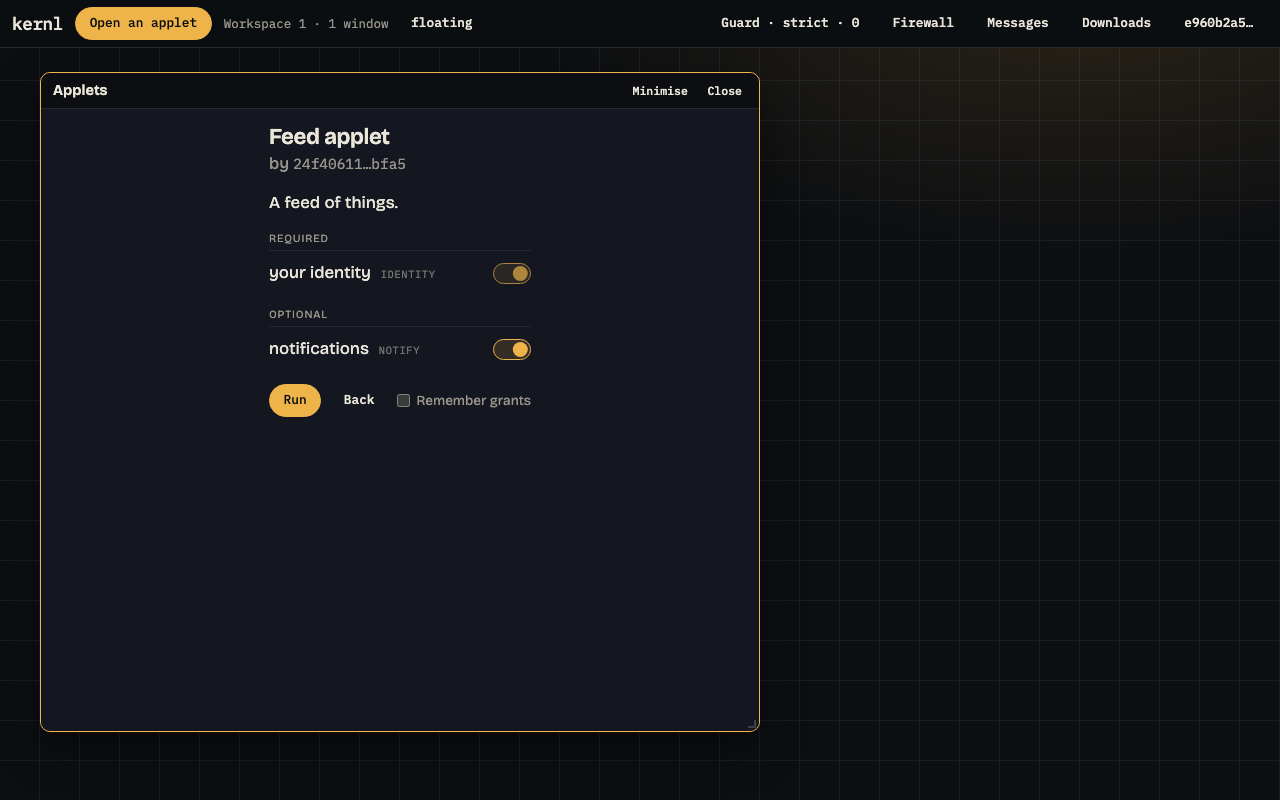 kernl Open an applet Workspace 1 · 1 window floating Guard · strict · 0 Firewall Messages Downloads e960b2a5…
Applets Minimise Close
Feed applet
by 24f40611…bfa5
A feed of things.
REQUIRED
your identity IDENTITY
OPTIONAL
notifications NOTIFY
Run Back Remember grants